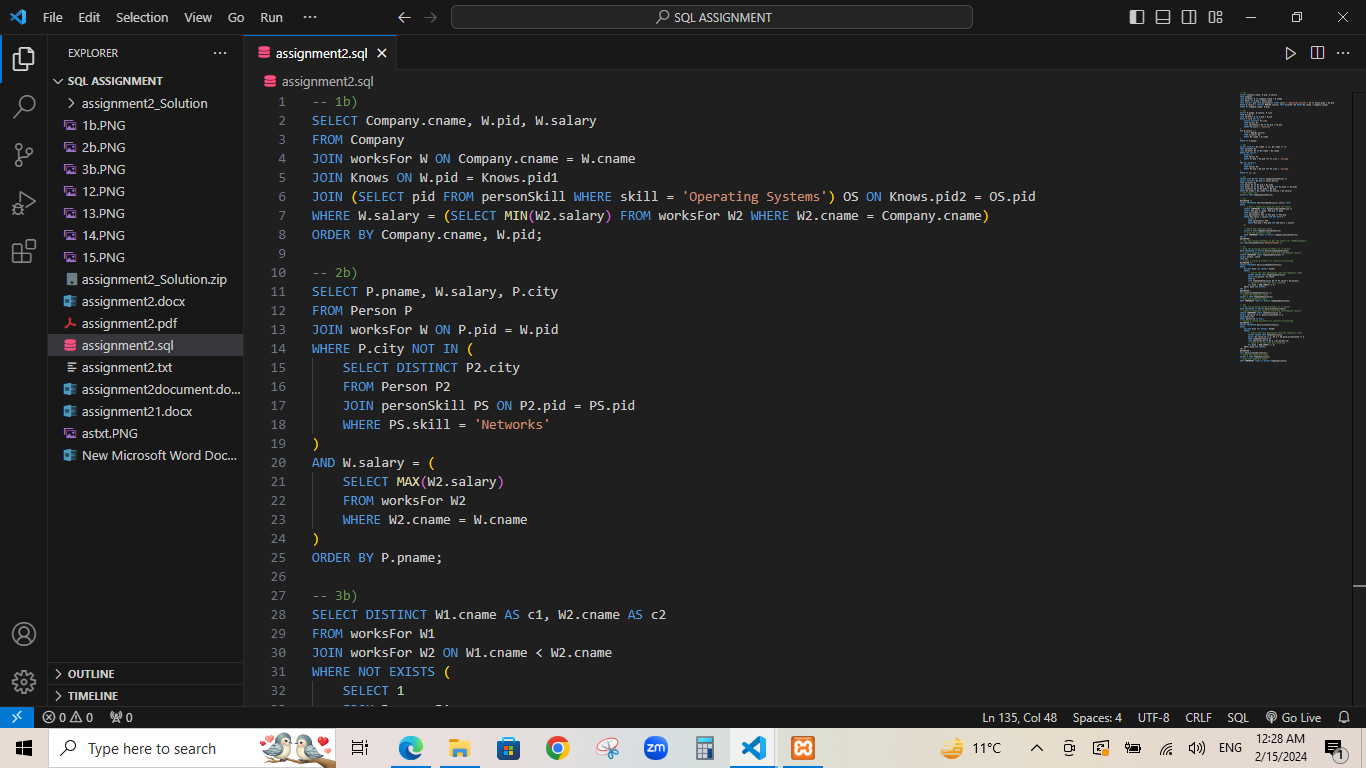 File Edit Selection View Go Run ···
SQL ASSIGNMENT
EXPLORER ···
SQL ASSIGNMENT
assignment2_Solution
1b.PNG
2b.PNG
3b.PNG
12.PNG
13.PNG
14.PNG
15.PNG
assignment2_Solution.zip
assignment2.docx
assignment2.pdf
assignment2.sql
assignment2.txt
assignment2document.do...
assignment21.docx
astxt.PNG
New Microsoft Word Doc...
OUTLINE
TIMELINE
assignment2.sql
assignment2.sql
1 -- 1b)
2 SELECT Company.cname, W.pid, W.salary
3 FROM Company
4 JOIN worksFor W ON Company.cname = W.cname
5 JOIN Knows ON W.pid = Knows.pid1
6 JOIN (SELECT pid FROM personSkill WHERE skill = 'Operating Systems') OS ON Knows.pid2 = OS.pid
7 WHERE W.salary = (SELECT MIN(W2.salary) FROM worksFor W2 WHERE W2.cname = Company.cname)
8 ORDER BY Company.cname, W.pid;
9
10 -- 2b)
11 SELECT P.pname, W.salary, P.city
12 FROM Person P
13 JOIN worksFor W ON P.pid = W.pid
14 WHERE P.city NOT IN (
15 SELECT DISTINCT P2.city
16 FROM Person P2
17 JOIN personSkill PS ON P2.pid = PS.pid
18 WHERE PS.skill = 'Networks'
19 )
20 AND W.salary = (
21 SELECT MAX(W2.salary)
22 FROM worksFor W2
23 WHERE W2.cname = W.cname
24 )
25 ORDER BY P.pname;
26
27 -- 3b)
28 SELECT DISTINCT W1.cname AS c1, W2.cname AS c2
29 FROM worksFor W1
30 JOIN worksFor W2 ON W1.cname < W2.cname
31 WHERE NOT EXISTS (
32 SELECT 1
0 0 0
Ln 135, Col 48 Spaces: 4 UTF-8 CRLF SQL Go Live
Type here to search
zm
11°C
ENG
12:28 AM
2/15/2024
1